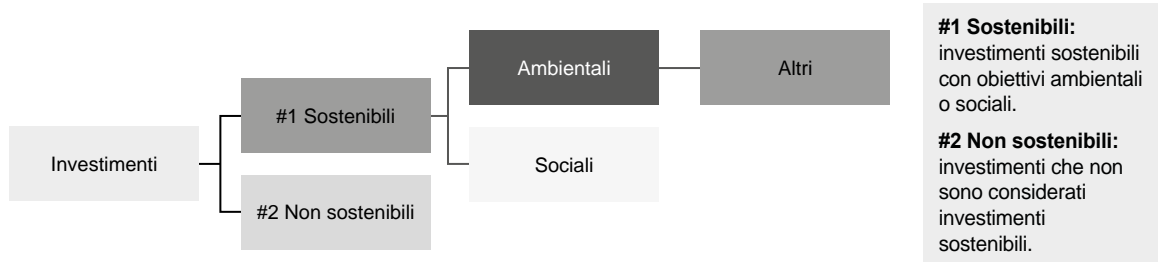 Investimenti
#1 Sostenibili
#2 Non sostenibili
Ambientali
Sociali
Altri
#1 Sostenibili:
investimenti sostenibili
con obiettivi ambientali
o sociali.
#2 Non sostenibili:
investimenti che non
sono considerati
investimenti
sostenibili.